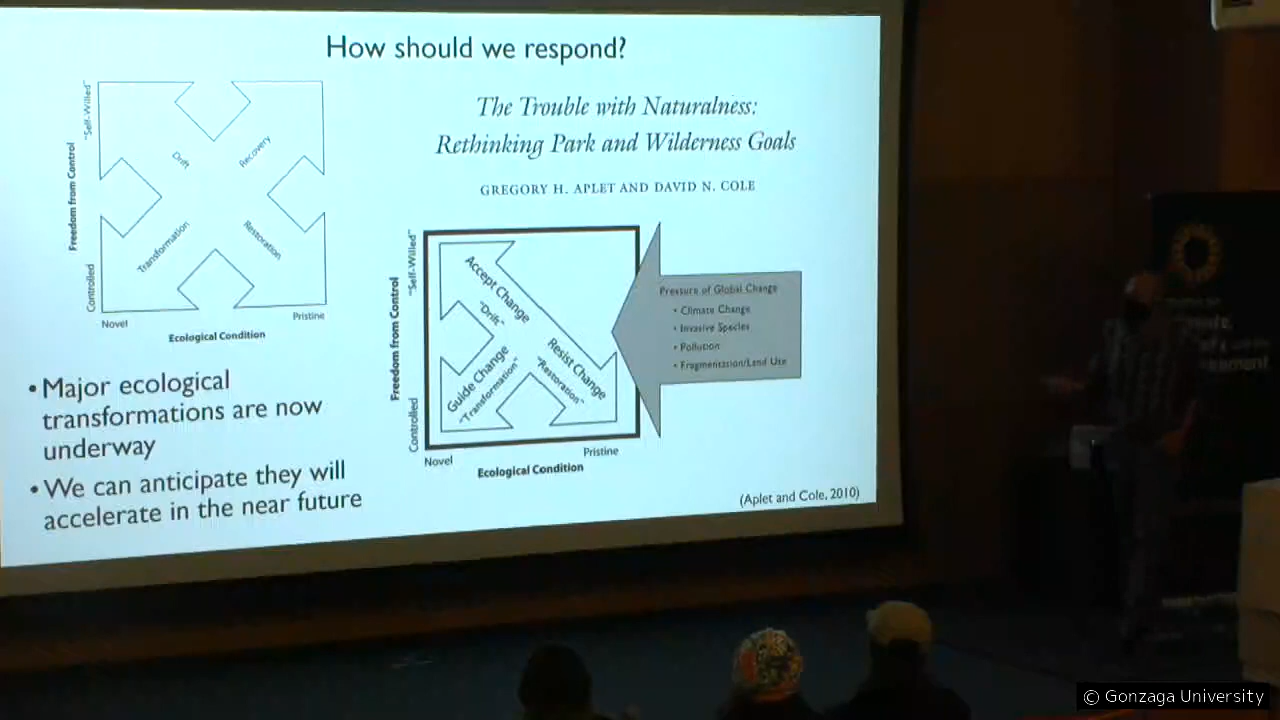 How should we respond?
"Self-Willed"
Freedom from Control
Controlled
Drift
Recovery
Transformation
Restoration
Novel
Pristine
Ecological Condition
The Trouble with Naturalness:
Rethinking Park and Wilderness Goals
GREGORY H. APLET AND DAVID N. COLE
"Self-Willed"
Freedom from Control
Controlled
Accept Change
"Drift"
Resist Change
"Restoration"
Guide Change
"Transformation"
Novel
Pristine
Ecological Condition
Pressure of Global Change
• Climate Change
• Invasive Species
• Pollution
• Fragmentation/Land Use
• Major ecological
transformations are now
underway
• We can anticipate they will
accelerate in the near future
(Aplet and Cole, 2010)
© Gonzaga University